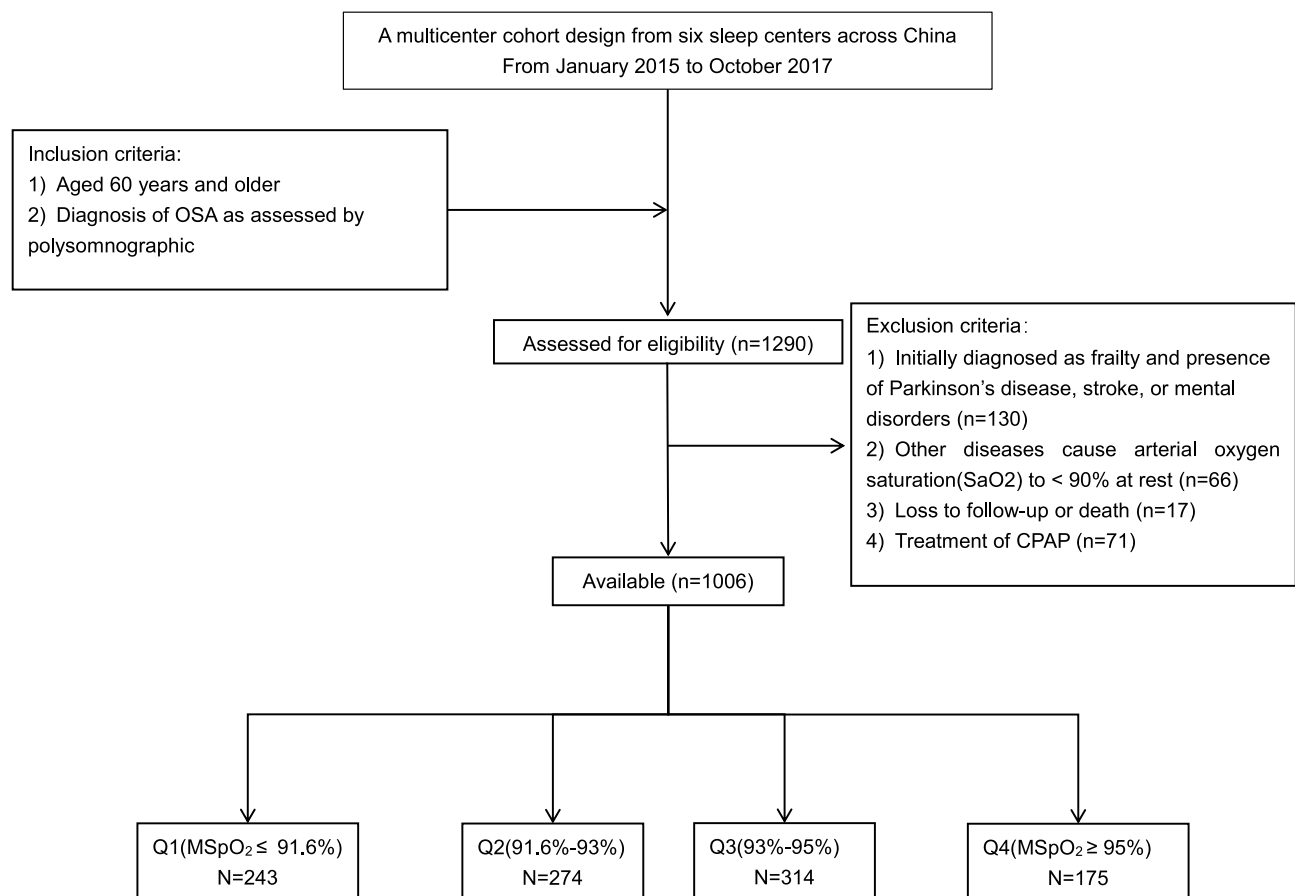 A multicenter cohort design from six sleep centers across China
From January 2015 to October 2017
Inclusion criteria:
1) Aged 60 years and older
2) Diagnosis of OSA as assessed by
polysomnographic
Assessed for eligibility (n=1290)
Exclusion criteria:
1) Initially diagnosed as frailty and presence
of Parkinson's disease, stroke, or mental
disorders (n=130)
2) Other diseases cause arterial oxygen
saturation(SaO2) to < 90% at rest (n=66)
3) Loss to follow-up or death (n=17)
4) Treatment of CPAP (n=71)
Available (n=1006)
Q1(MSpO₂ ≤ 91.6%)
N=243
Q2(91.6%-93%)
N=274
Q3(93%-95%)
N=314
Q4(MSpO₂ ≥ 95%)
N=175